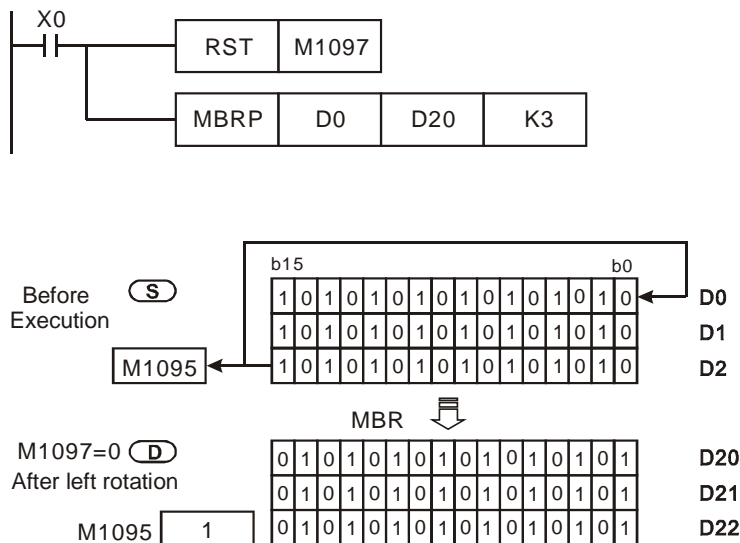 X0
RST M1097
MBRP D0 D20 K3
b15 b0
Before Execution S
1 0 1 0 1 0 1 0 1 0 1 0 1 0 1 0 D0
1 0 1 0 1 0 1 0 1 0 1 0 1 0 1 0 D1
M1095 1 0 1 0 1 0 1 0 1 0 1 0 1 0 1 0 D2
MBR
M1097=0 D
After left rotation
0 1 0 1 0 1 0 1 0 1 0 1 0 1 0 1 D20
0 1 0 1 0 1 0 1 0 1 0 1 0 1 0 1 D21
M1095 1 0 1 0 1 0 1 0 1 0 1 0 1 0 1 0 1 D22